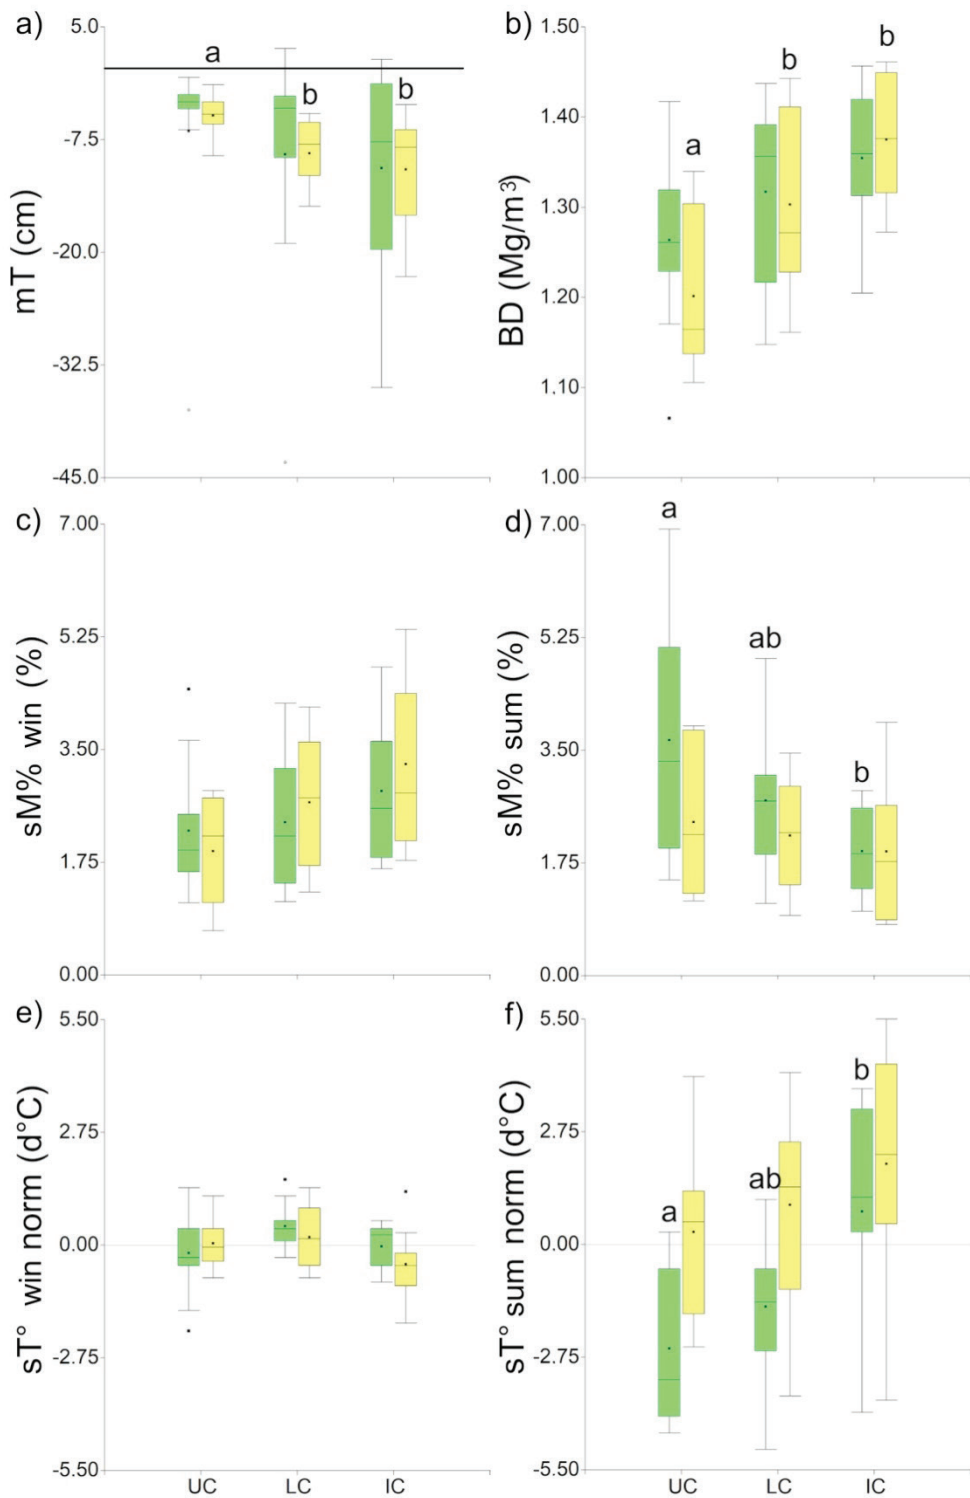 a)
5.0
-7.5
-20.0
-32.5
-45.0
mT (cm)
a
b
b
b)
1.50
1.40
1.30
1.20
1,10
1.00
BD (Mg/m³)
a
b
b
c)
7.00
5.25
3.50
1.75
0.00
sM% win (%)
d)
7.00
5.25
3.50
1.75
0.00
sM% sum (%)
a
ab
b
e)
5.50
2.75
0.00
-2.75
-5.50
sT° win norm (d°C)
UC LC IC
f)
5.50
2.75
0.00
-2.75
-5.50
sT° sum norm (d°C)
a
ab
b
UC LC IC